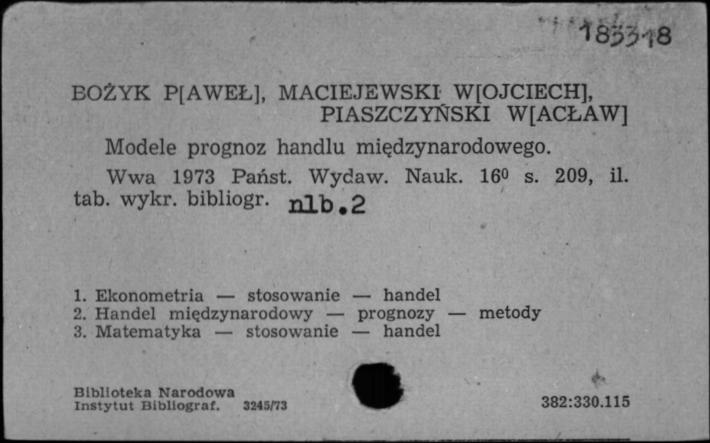 183318
BOŻYK P[AWEŁ], MACIEJEWSKI W[OJCIECH],
PIASZCZYŃSKI W[ACŁAW]
Modele prognoz handlu międzynarodowego.
Wwa 1973 Państ. Wydaw. Nauk. 16⁰ s. 209, il.
tab. wykr. bibliogr. nlb.2
1. Ekonometria — stosowanie — handel
2. Handel międzynarodowy — prognozy — metody
3. Matematyka — stosowanie — handel
Biblioteka Narodowa
Instytut Bibliograf. 3245/73
382:330.115